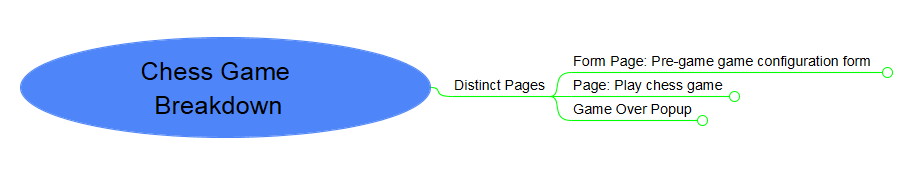 Chess Game
Breakdown
Distinct Pages
Form Page: Pre-game game configuration form
Page: Play chess game
Game Over Popup